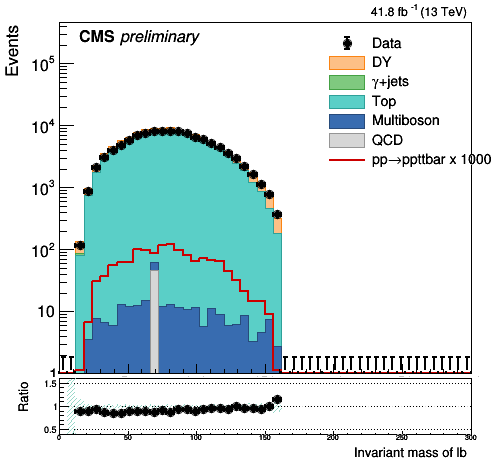 41.8 fb⁻¹ (13 TeV)
CMS preliminary
Events
Data
DY
γ+jets
Top
Multiboson
QCD
pp→ppttbar x 1000
10⁵
10⁴
10³
10²
10
1
Ratio
1.5
1
0.5
0 50 100 150 200 250 300
Invariant mass of lb